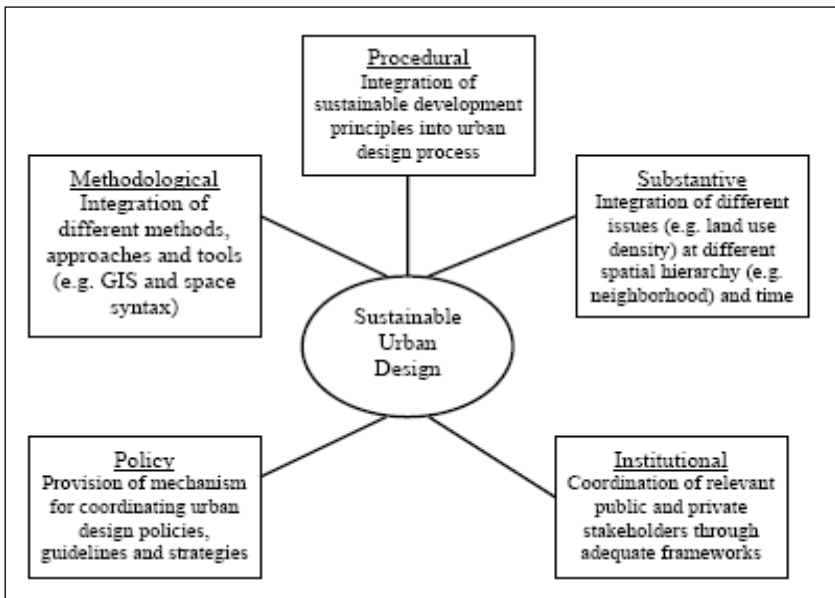 Procedural
Integration of
sustainable development
principles into urban
design process
Methodological
Integration of
different methods,
approaches and tools
(e.g. GIS and space
syntax)
Substantive
Integration of different
issues (e.g. land use
density) at different
spatial hierarchy (e.g.
neighborhood) and time
Sustainable
Urban
Design
Policy
Provision of mechanism
for coordinating urban
design policies,
guidelines and strategies
Institutional
Coordination of relevant
public and private
stakeholders through
adequate frameworks